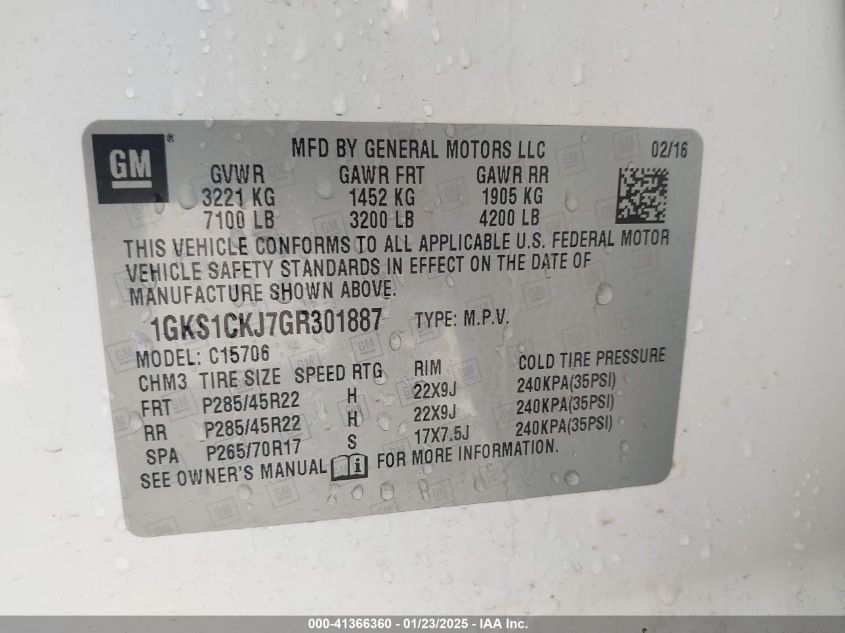 GM®
MFD BY GENERAL MOTORS LLC 02/16
GVWR GAWR FRT GAWR RR
3221 KG 1452 KG 1905 KG
7100 LB 3200 LB 4200 LB
THIS VEHICLE CONFORMS TO ALL APPLICABLE U.S. FEDERAL MOTOR
VEHICLE SAFETY STANDARDS IN EFFECT ON THE DATE OF
MANUFACTURE SHOWN ABOVE.
1GKS1CKJ7GR301887 TYPE: M.P.V.
MODEL: C15706
CHM3 TIRE SIZE SPEED RTG RIM COLD TIRE PRESSURE
FRT P285/45R22 H 22X9J 240KPA(35PSI)
RR P285/45R22 H 22X9J 240KPA(35PSI)
SPA P265/70R17 S 17X7.5J 240KPA(35PSI)
SEE OWNER'S MANUAL FOR MORE INFORMATION.
000-41366360 - 01/23/2025 - IAA Inc.